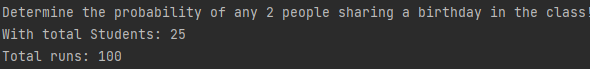 Determine the probability of any 2 people sharing a birthday in the class!
With total Students: 25
Total runs: 100